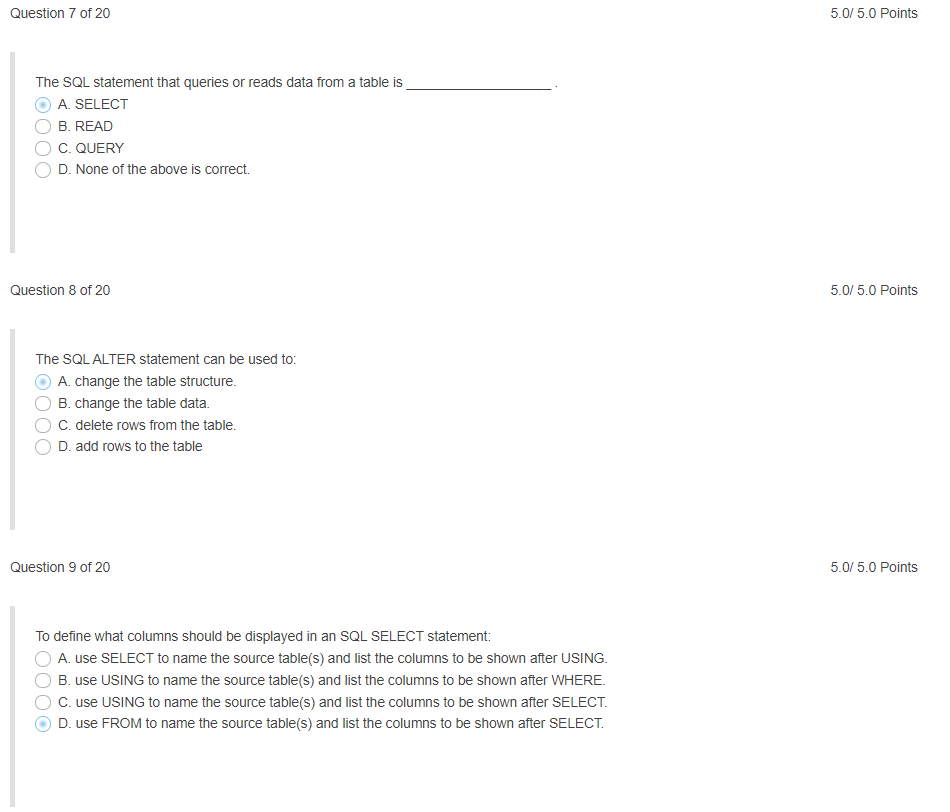 Question 7 of 20 5.0/ 5.0 Points
The SQL statement that queries or reads data from a table is ____________________ .
A. SELECT
B. READ
C. QUERY
D. None of the above is correct.
Question 8 of 20 5.0/ 5.0 Points
The SQL ALTER statement can be used to:
A. change the table structure.
B. change the table data.
C. delete rows from the table.
D. add rows to the table
Question 9 of 20 5.0/ 5.0 Points
To define what columns should be displayed in an SQL SELECT statement:
A. use SELECT to name the source table(s) and list the columns to be shown after USING.
B. use USING to name the source table(s) and list the columns to be shown after WHERE.
C. use USING to name the source table(s) and list the columns to be shown after SELECT.
D. use FROM to name the source table(s) and list the columns to be shown after SELECT.